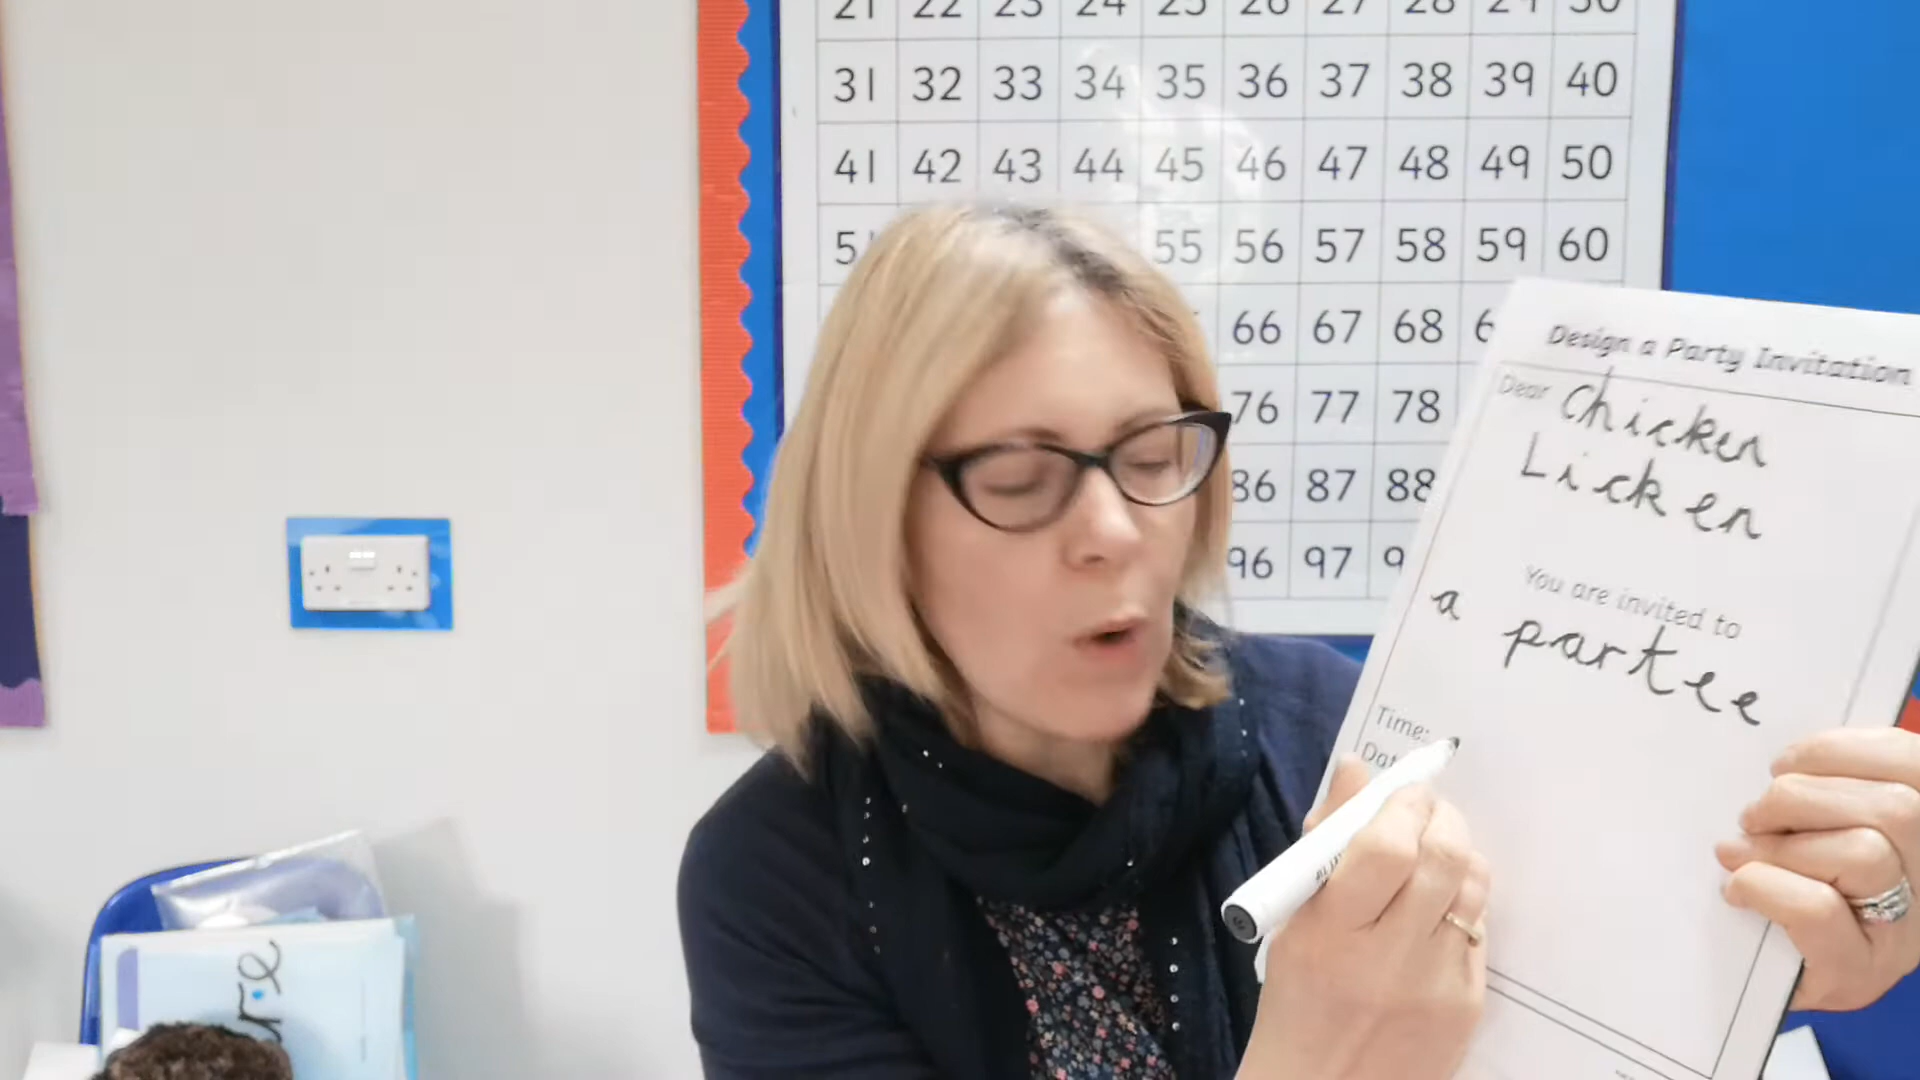 21 22 23 24 25 26 27 28 29 30
31 32 33 34 35 36 37 38 39 40
41 42 43 44 45 46 47 48 49 50
55 56 57 58 59 60
66 67 68
76 77 78
86 87 88
96 97
Design a Party Invitation
Dear Chicken
Licken
You are invited to
a partee
Time: